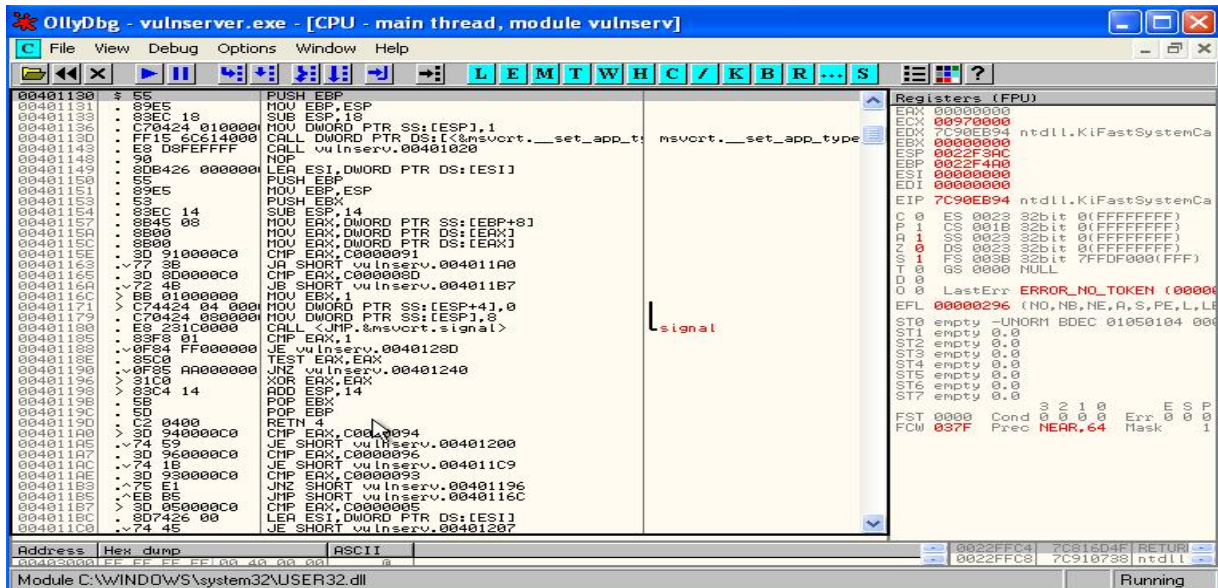 OllyDbg - vulnserver.exe - [CPU - main thread, module vulnserv]
C File View Debug Options Window Help
L E M T W H C / K B R ... S ?
00401130 $ 55 PUSH EBP
00401131 . 89E5 MOV EBP,ESP
00401133 . 83EC 18 SUB ESP,18
00401136 . C70424 0100000 MOV DWORD PTR SS:[ESP],1
0040113D . FF15 6C614000 CALL DWORD PTR DS:[<&msvcrt.__set_app_ty msvcrt.__set_app_type
00401143 . E8 D8FEFFFF CALL vulnserv.00401020
00401148 . 90 NOP
00401149 . 8DB426 000000 LEA ESI,DWORD PTR DS:[ESI]
00401150 . 55 PUSH EBP
00401151 . 89E5 MOV EBP,ESP
00401153 . 53 PUSH EBX
00401154 . 83EC 14 SUB ESP,14
00401157 . 8B45 08 MOV EAX,DWORD PTR SS:[EBP+8]
0040115A . 8B00 MOV EAX,DWORD PTR DS:[EAX]
0040115C . 8B00 MOV EAX,DWORD PTR DS:[EAX]
0040115E . 3D 910000C0 CMP EAX,C0000091
00401163 .v77 3B JA SHORT vulnserv.004011A0
00401165 . 3D 8D0000C0 CMP EAX,C000008D
0040116A .v72 4B JB SHORT vulnserv.004011B7
0040116C > BB 01000000 MOV EBX,1
00401171 > C74424 04 000 MOV DWORD PTR SS:[ESP+4],0
00401179 . C70424 0800000 MOV DWORD PTR SS:[ESP],8
00401180 . E8 231C0000 CALL <JMP.&msvcrt.signal> signal
00401185 . 83F8 01 CMP EAX,1
00401188 .v0F84 FF000000 JE vulnserv.0040128D
0040118E . 85C0 TEST EAX,EAX
00401190 .v0F85 AA000000 JNZ vulnserv.00401240
00401196 > 31C0 XOR EAX,EAX
00401198 > 83C4 14 ADD ESP,14
0040119B . 5B POP EBX
0040119C . 5D POP EBP
0040119D . C2 0400 RETN 4
004011A0 > 3D 940000C0 CMP EAX,C0000094
004011A5 .v74 59 JE SHORT vulnserv.00401200
004011A7 . 3D 960000C0 CMP EAX,C0000096
004011AC .v74 1B JE SHORT vulnserv.004011C9
004011AE . 3D 930000C0 CMP EAX,C0000093
004011B3 .^75 E1 JNZ SHORT vulnserv.00401196
004011B5 .^EB B5 JMP SHORT vulnserv.0040116C
004011B7 > 3D 050000C0 CMP EAX,C0000005
004011BC . 8D7426 00 LEA ESI,DWORD PTR DS:[ESI]
004011C0 .v74 45 JE SHORT vulnserv.00401207
Registers (FPU)
EAX 00000000
ECX 00970000
EDX 7C90EB94 ntdll.KiFastSystemCa
EBX 00000000
ESP 0022F3AC
EBP 0022F4A0
ESI 00000000
EDI 00000000
EIP 7C90EB94 ntdll.KiFastSystemCa
C 0 ES 0023 32bit 0(FFFFFFFF)
P 1 CS 001B 32bit 0(FFFFFFFF)
A 1 SS 0023 32bit 0(FFFFFFFF)
Z 0 DS 0023 32bit 0(FFFFFFFF)
S 1 FS 003B 32bit 7FFDF000(FFF)
T 0 GS 0000 NULL
D 0
O 0 LastErr ERROR_NO_TOKEN (00000
EFL 00000296 (NO,NB,NE,A,S,PE,L,LE
ST0 empty -UNORM BDEC 01050104 000
ST1 empty 0.0
ST2 empty 0.0
ST3 empty 0.0
ST4 empty 0.0
ST5 empty 0.0
ST6 empty 0.0
ST7 empty 0.0
3 2 1 0 E S P
FST 0000 Cond 0 0 0 0 Err 0 0 0
FCW 037F Prec NEAR,64 Mask 1
Address Hex dump ASCII
00403000 FF FF FF FF 00 40 00 00 @
0022FFC4 7C816D4F RETUR
0022FFC8 7C910738 ntdll
Module C:\WINDOWS\system32\USER32.dll
Running